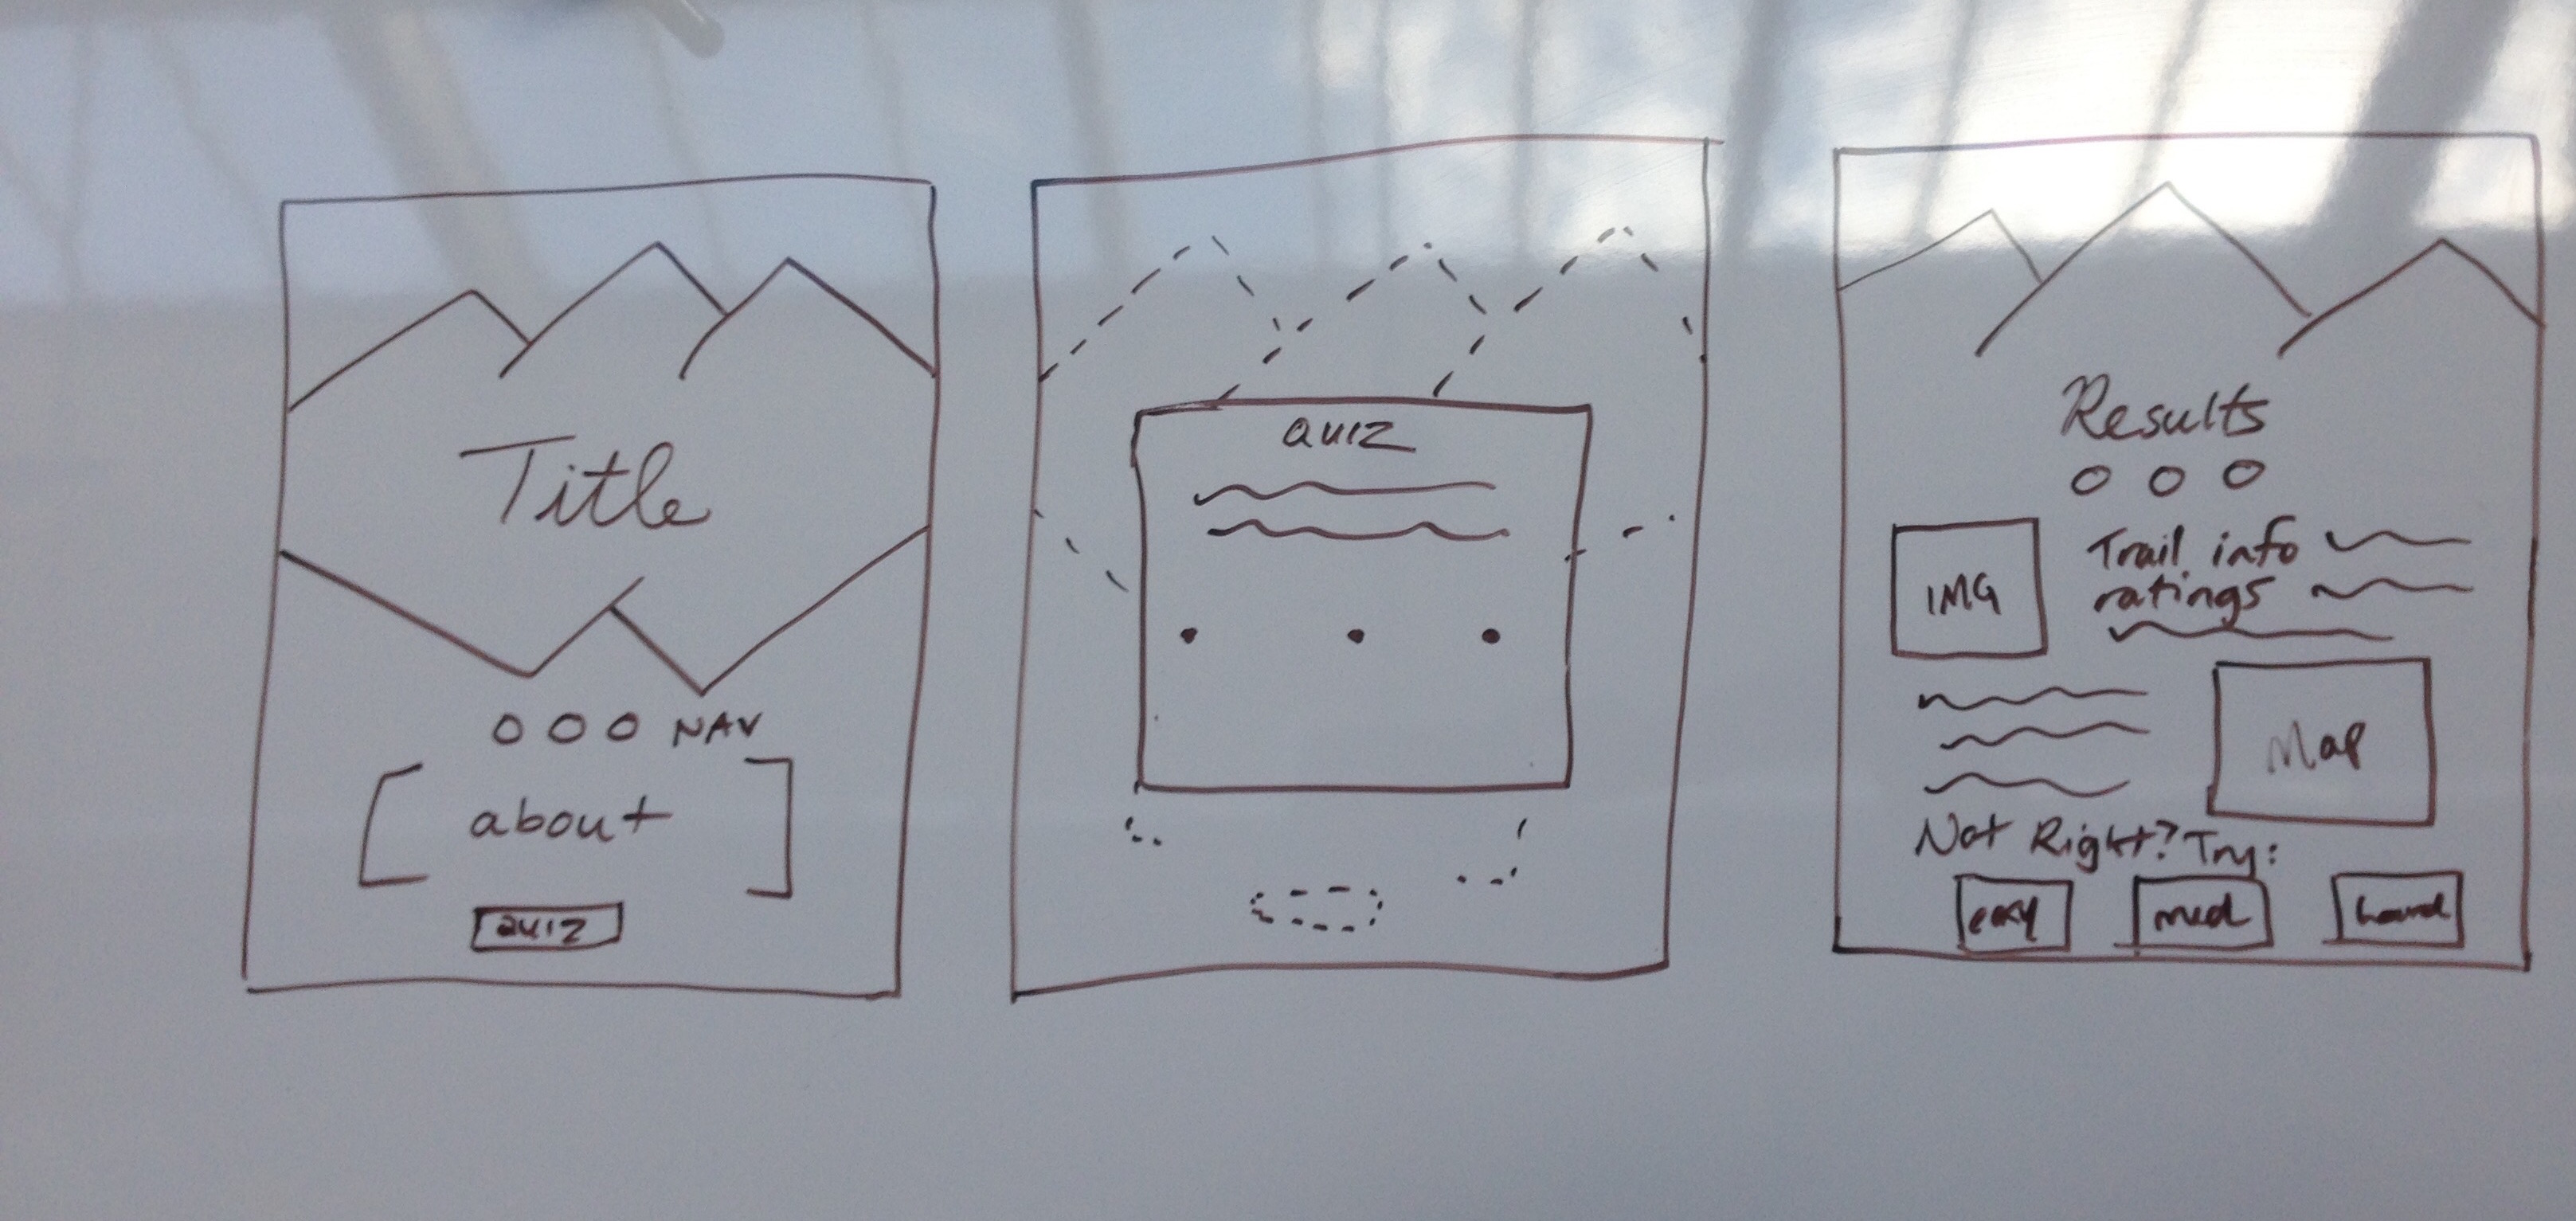 Title
NAV
about
QUIZ
QUIZ
Results
IMG
Trail info
ratings
Map
Not Right? Try:
easy
med
hard